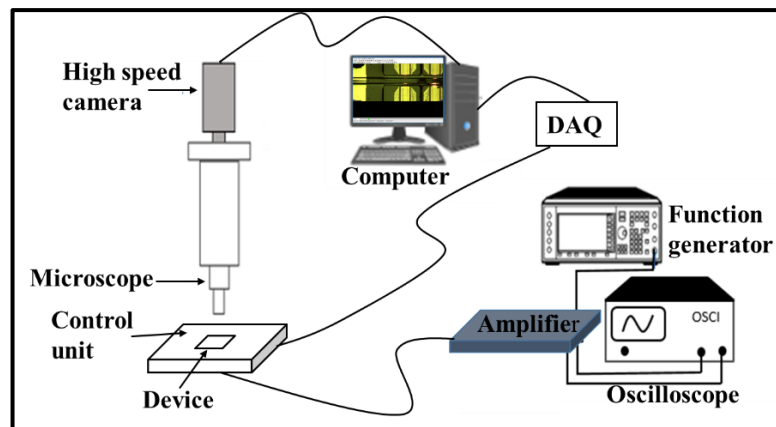 High speed
camera
Computer
DAQ
Function
generator
Microscope
Control
unit
Device
Amplifier
OSCI
Oscilloscope